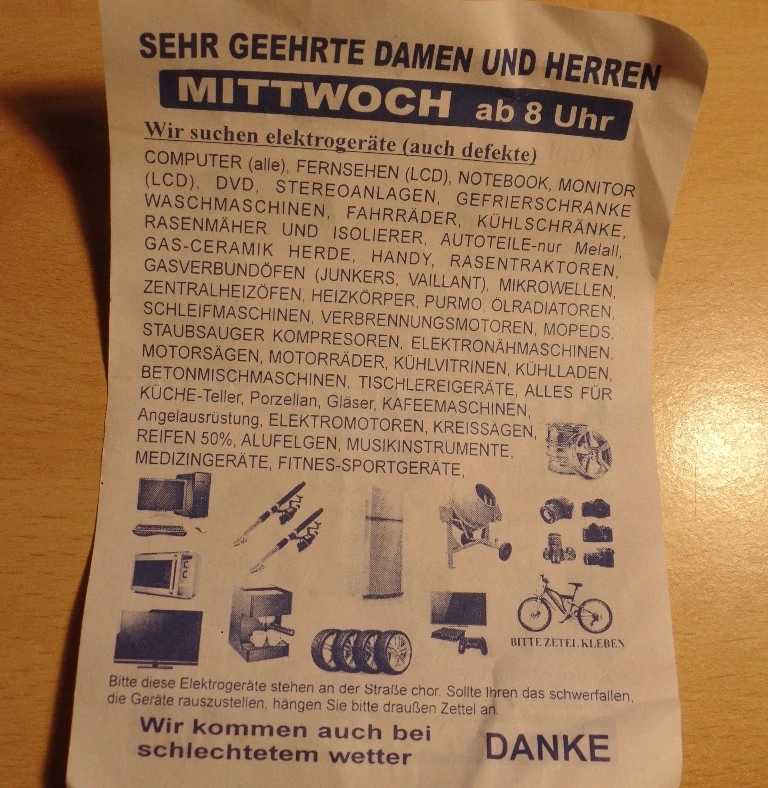 SEHR GEEHRTE DAMEN UND HERREN
MITTWOCH ab 8 Uhr
Wir suchen elektrogeräte (auch defekte)
COMPUTER (alle), FERNSEHEN (LCD), NOTEBOOK, MONITOR
(LCD), DVD, STEREOANLAGEN, GEFRIERSCHRANKE
WASCHMASCHINEN, FAHRRÄDER, KÜHLSCHRÄNKE,
RASENMÄHER UND ISOLIERER, AUTOTEILE-nur Melall,
GAS-CERAMIK HERDE, HANDY, RASENTRAKTOREN,
GASVERBUNDÖFEN (JUNKERS, VAILLANT), MIKROWELLEN,
ZENTRALHEIZÖFEN, HEIZKÖRPER, PURMO, ÖLRADIATOREN,
SCHLEIFMASCHINEN, VERBRENNUNGSMOTOREN, MOPEDS,
STAUBSAUGER KOMPRESOREN, ELEKTRONÄHMASCHINEN,
MOTORSÄGEN, MOTORRÄDER, KÜHLVITRINEN, KÜHLLADEN,
BETONMISCHMASCHINEN, TISCHLEREIGERÄTE, ALLES FÜR
KÜCHE-Teller, Porzellan, Gläser, KAFEEMASCHINEN,
Angelausrüstung, ELEKTROMOTOREN, KREISSÄGEN,
REIFEN 50%, ALUFELGEN, MUSIKINSTRUMENTE,
MEDIZINGERÄTE, FITNES-SPORTGERÄTE,
BITTE ZETEL KLEBEN
Bitte diese Elektrogeräte stehen an der Straße chor. Sollte Ihren das schwerfallen,
die Geräte rauszustellen, hängen Sie bitte draußen Zettel an.
Wir kommen auch bei
schlechtetem wetter
DANKE